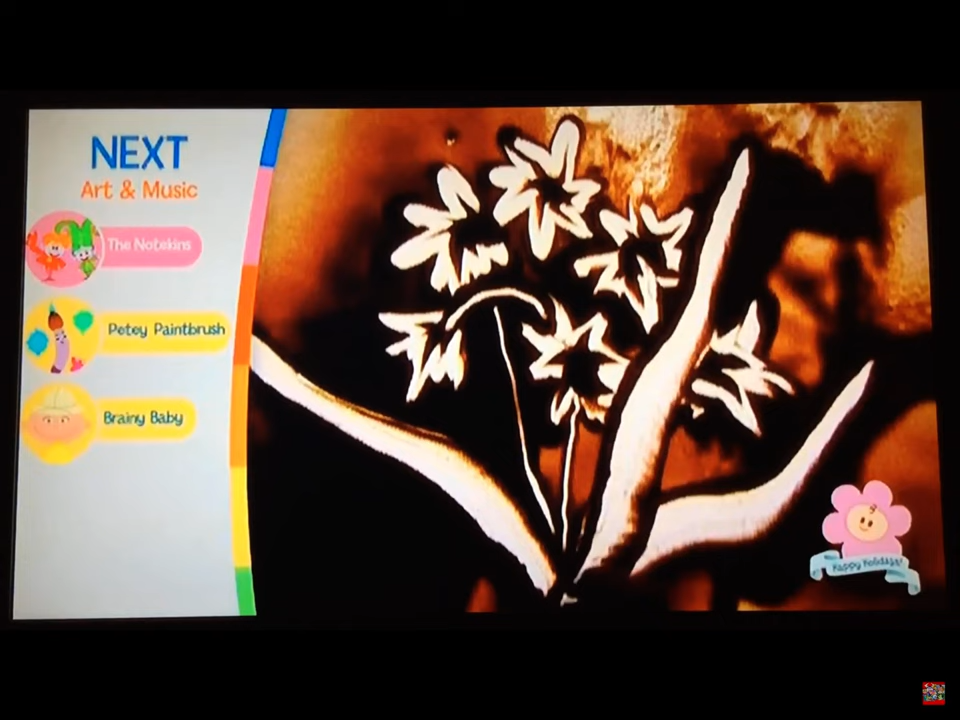 NEXT
Art & Music
The Notekins
Petey Paintbrush
Brainy Baby
Happy Holidays!